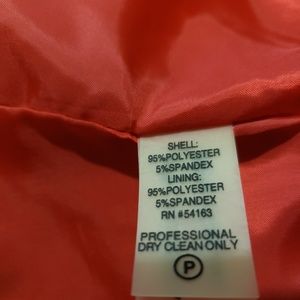 SHELL:
95%POLYESTER
5%SPANDEX
LINING:
95%POLYESTER
5%SPANDEX
RN #54163
PROFESSIONAL
DRY CLEAN ONLY
P